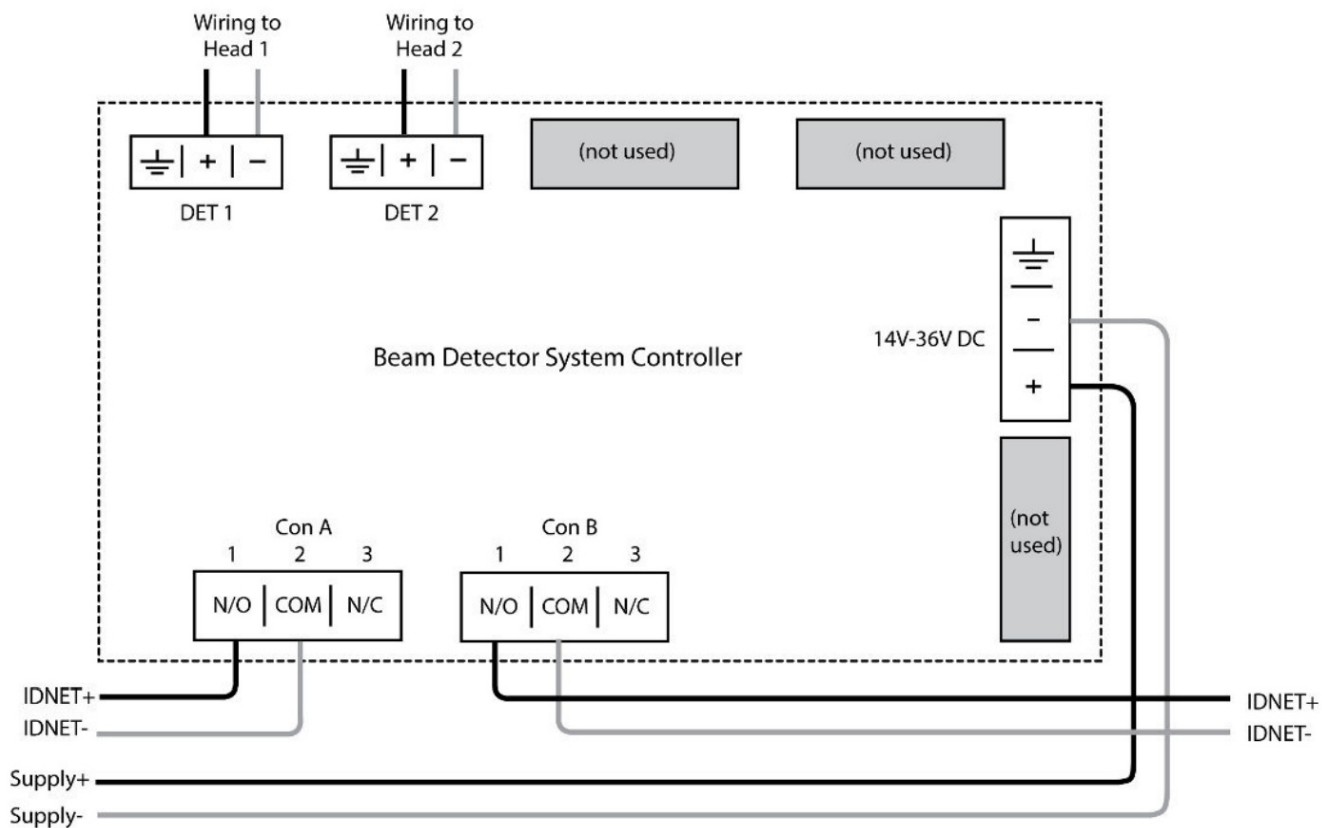 Wiring to
Head 1
Wiring to
Head 2
+ −
DET 1
+ −
DET 2
(not used)
(not used)
14V-36V DC
-
+
Beam Detector System Controller
(not
used)
Con A
1 2 3
N/O COM N/C
Con B
1 2 3
N/O COM N/C
IDNET+
IDNET-
Supply+
Supply-
IDNET+
IDNET-